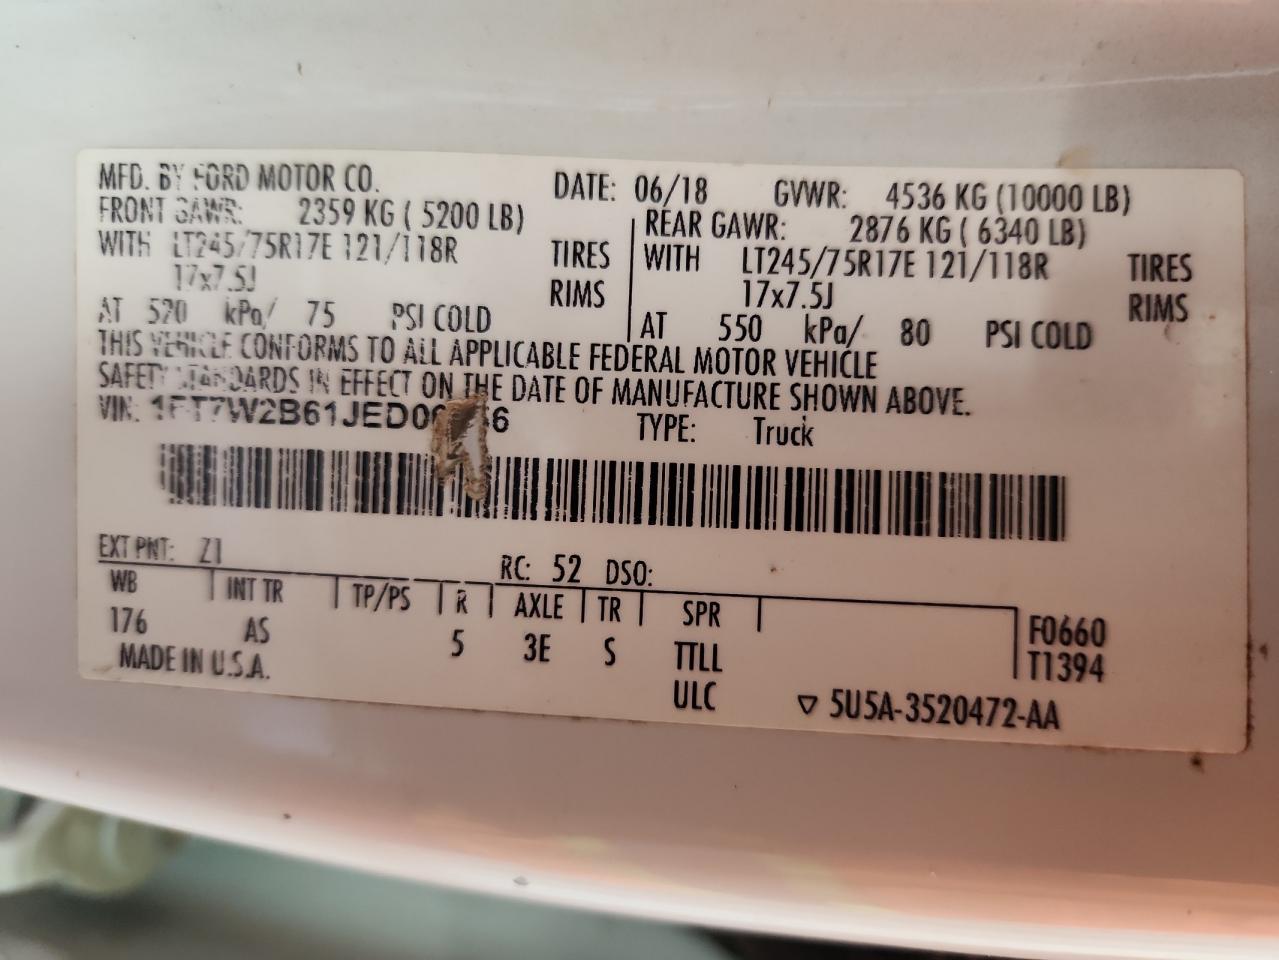 MFD. BY FORD MOTOR CO. DATE: 06/18 GVWR: 4536 KG (10000 LB)
FRONT GAWR: 2359 KG ( 5200 LB)
WITH LT245/75R17E 121/118R TIRES
17x7.5J RIMS
AT 520 kPa/ 75 PSI COLD
REAR GAWR: 2876 KG ( 6340 LB)
WITH LT245/75R17E 121/118R TIRES
17x7.5J RIMS
AT 550 kPa/ 80 PSI COLD
THIS VEHICLE CONFORMS TO ALL APPLICABLE FEDERAL MOTOR VEHICLE
SAFETY STANDARDS IN EFFECT ON THE DATE OF MANUFACTURE SHOWN ABOVE.
VIN: TYPE: Truck
EXT PNT: Z1 RC: 52 DSO:
WB INT TR TP/PS R AXLE TR SPR
176 AS 5 3E S TTLL
ULC
F0660
T1394
MADE IN U.S.A.
▽ 5U5A-3520472-AA